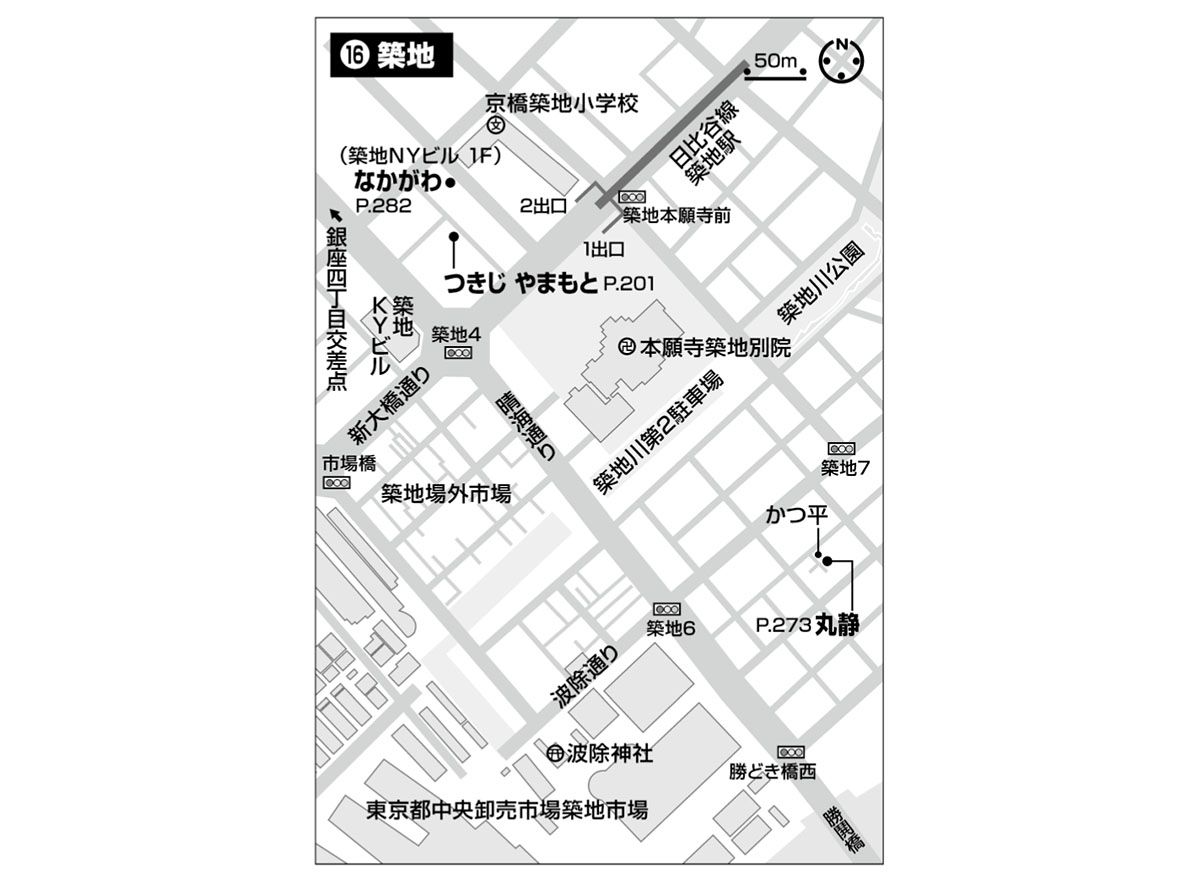 ⑯ 築地
50m
N
京橋築地小学校
文
(築地NYビル 1F)
なかがわ
P.282
日比谷線
築地駅
2出口
築地本願寺前
1出口
銀座四丁目交差点
つきじ やまもと P.201
築地川公園
築地
KYビル
築地4
卍本願寺築地別院
新大橋通り
晴海通り
築地川第2駐車場
市場橋
築地7
築地場外市場
かつ平
築地6
P.273 丸静
波除通り
波除神社
勝どき橋西
東京都中央卸売市場築地市場
勝鬨橋